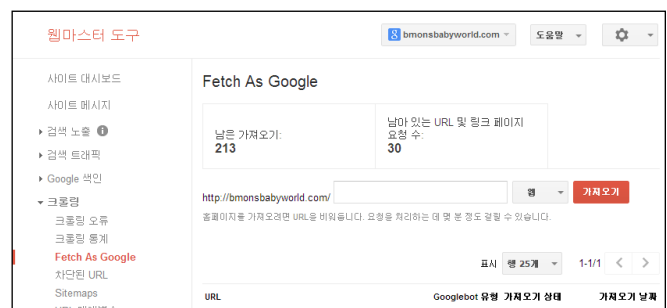 웹마스터 도구
bmonsbabyworld.com
도움말
사이트 대시보드
사이트 메시지
검색 노출
검색 트래픽
Google 색인
크롤링
크롤링 오류
크롤링 통계
Fetch As Google
차단된 URL
Sitemaps
Fetch As Google
남은 가져오기:
213
남아 있는 URL 및 링크 페이지
요청 수:
30
http://bmonsbabyworld.com/
웹
가져오기
홈페이지를 가져오려면 URL을 비워둡니다. 요청을 처리하는 데 몇 분 정도 걸릴 수 있습니다.
표시 행 25개 1-1/1
URL Googlebot 유형 가져오기 상태 가져오기 날짜